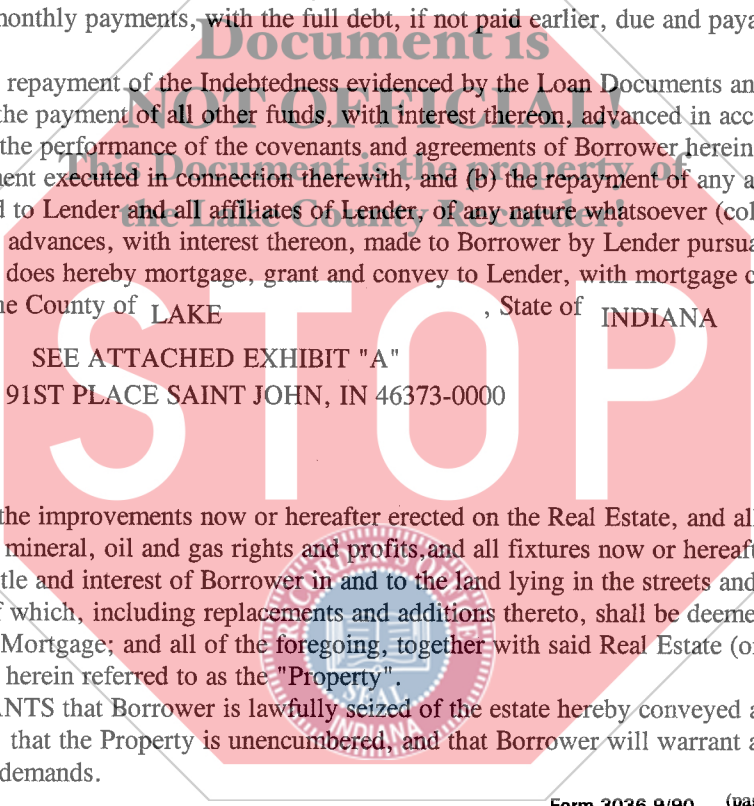 monthly payments, with the full debt, if not paid earlier, due and paya
Document is
repayment of the Indebtedness evidenced by the Loan Documents an
NOT OFFICIAL!
the payment of all other funds, with interest thereon, advanced in acc
the performance of the covenants and agreements of Borrower herein
This Document is the property of
ent executed in connection therewith, and (b) the repayment of any a
the Lake County Recorder!
d to Lender and all affiliates of Lender, of any nature whatsoever (col
advances, with interest thereon, made to Borrower by Lender pursua
does hereby mortgage, grant and convey to Lender, with mortgage c
e County of LAKE , State of INDIANA
STOP
SEE ATTACHED EXHIBIT "A"
91ST PLACE SAINT JOHN, IN 46373-0000
the improvements now or hereafter erected on the Real Estate, and al
mineral, oil and gas rights and profits,and all fixtures now or hereaft
tle and interest of Borrower in and to the land lying in the streets and
f which, including replacements and additions thereto, shall be deeme
Mortgage; and all of the foregoing, together with said Real Estate (o
herein referred to as the "Property".
SEAL
INDIANA
ANTS that Borrower is lawfully seized of the estate hereby conveyed a
that the Property is unencumbered, and that Borrower will warrant a
demands.
Form 3036 9/90 (pa